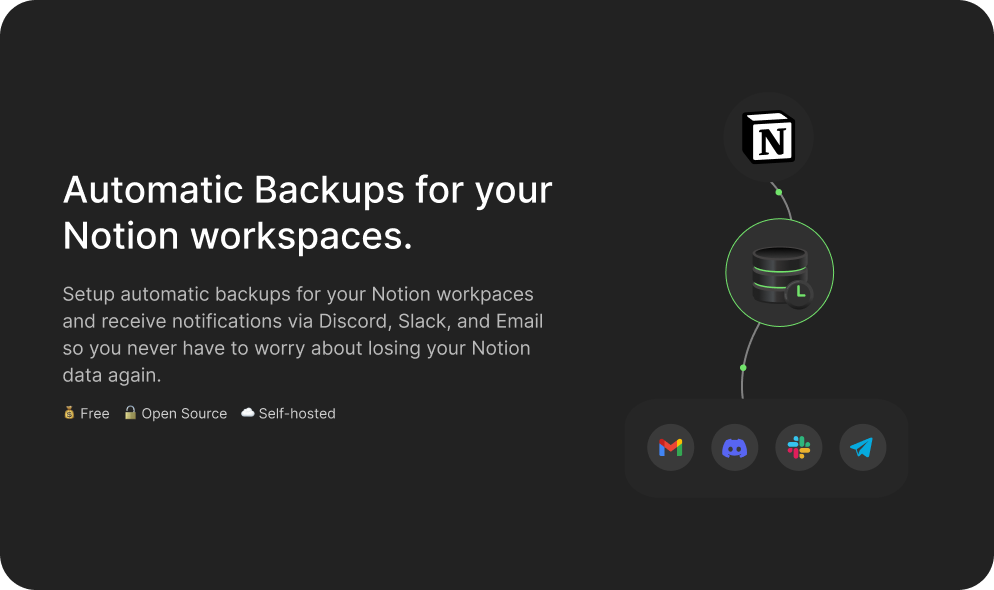 Automatic Backups for your
Notion workspaces.
Setup automatic backups for your Notion workpaces
and receive notifications via Discord, Slack, and Email
so you never have to worry about losing your Notion
data again.
Free Open Source Self-hosted
N